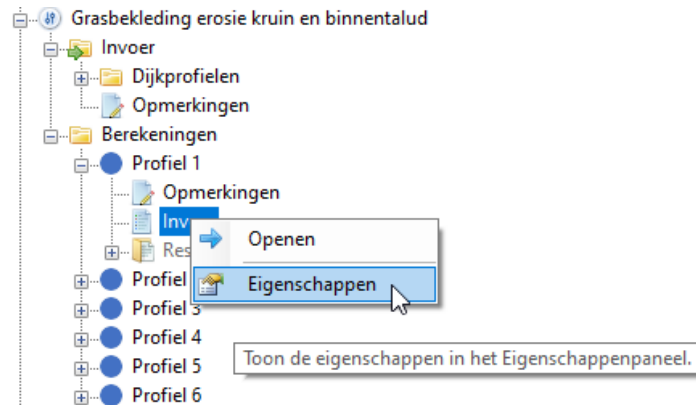 Grasbekleding erosie kruin en binnentalud
Invoer
Dijkprofielen
Opmerkingen
Berekeningen
Profiel 1
Opmerkingen
Openen
Profiel
Eigenschappen
Profiel 3
Profiel 4
Profiel 5
Toon de eigenschappen in het Eigenschappenpaneel.
Profiel 6